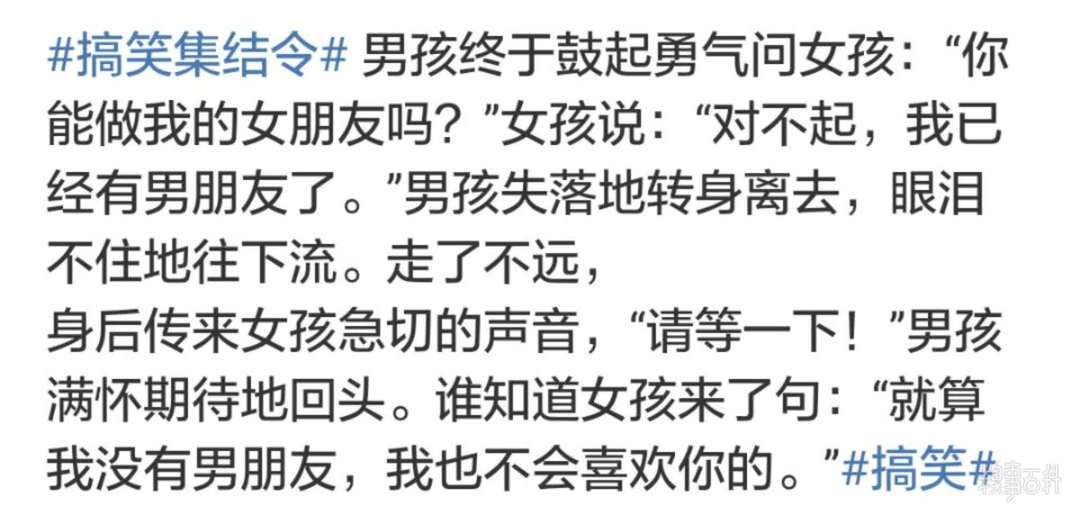 #搞笑集结令# 男孩终于鼓起勇气问女孩：“你
能做我的女朋友吗？”女孩说：“对不起，我已
经有男朋友了。”男孩失落地转身离去，眼泪
不住地往下流。走了不远，
身后传来女孩急切的声音，“请等一下！”男孩
满怀期待地回头。谁知道女孩来了句：“就算
我没有男朋友，我也不会喜欢你的。”#搞笑#
糗事百科